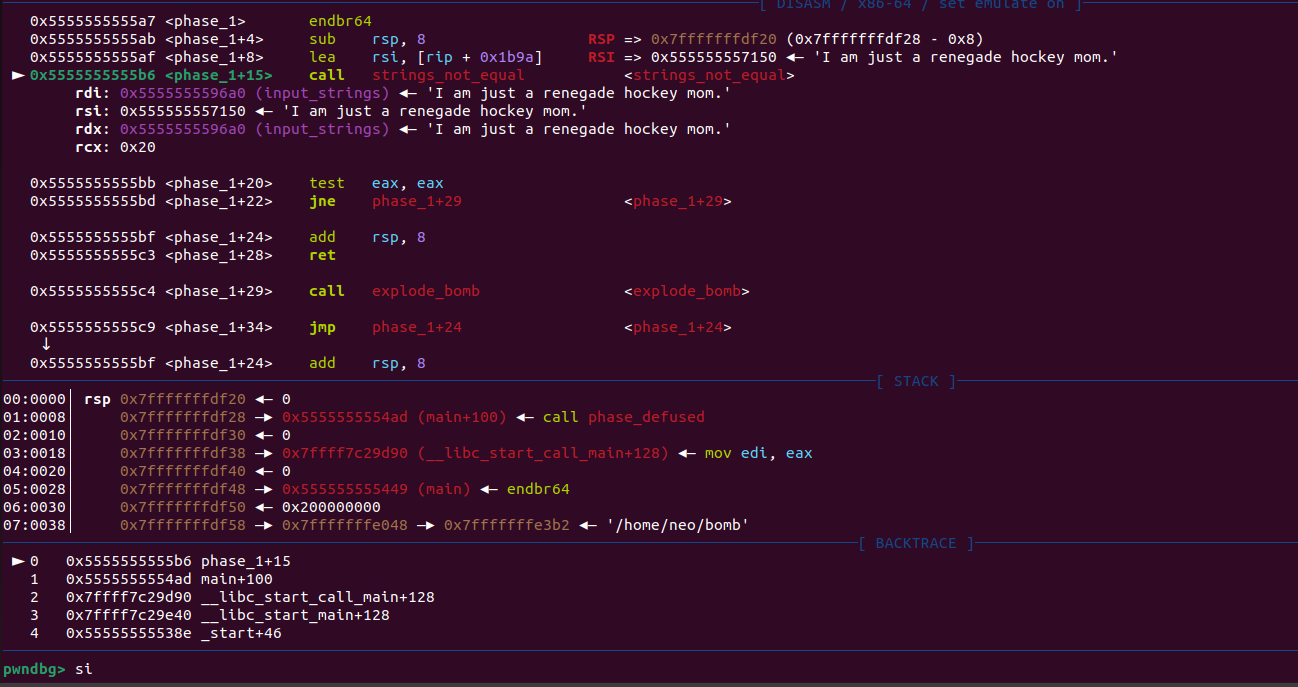 [ DISASM / x86-64 / set emulate on ]
0x5555555555a7 <phase_1> endbr64
0x5555555555ab <phase_1+4> sub rsp, 8 RSP => 0x7fffffffdf20 (0x7fffffffdf28 - 0x8)
0x5555555555af <phase_1+8> lea rsi, [rip + 0x1b9a] RSI => 0x555555557150 ◂— 'I am just a renegade hockey mom.'
► 0x5555555555b6 <phase_1+15> call strings_not_equal <strings_not_equal>
rdi: 0x5555555596a0 (input_strings) ◂— 'I am just a renegade hockey mom.'
rsi: 0x555555557150 ◂— 'I am just a renegade hockey mom.'
rdx: 0x5555555596a0 (input_strings) ◂— 'I am just a renegade hockey mom.'
rcx: 0x20
0x5555555555bb <phase_1+20> test eax, eax
0x5555555555bd <phase_1+22> jne phase_1+29 <phase_1+29>
0x5555555555bf <phase_1+24> add rsp, 8
0x5555555555c3 <phase_1+28> ret
0x5555555555c4 <phase_1+29> call explode_bomb <explode_bomb>
0x5555555555c9 <phase_1+34> jmp phase_1+24 <phase_1+24>
↓
0x5555555555bf <phase_1+24> add rsp, 8
[ STACK ]
00:0000│ rsp 0x7fffffffdf20 ◂— 0
01:0008│ 0x7fffffffdf28 —▸ 0x5555555554ad (main+100) ◂— call phase_defused
02:0010│ 0x7fffffffdf30 ◂— 0
03:0018│ 0x7fffffffdf38 —▸ 0x7ffff7c29d90 (__libc_start_call_main+128) ◂— mov edi, eax
04:0020│ 0x7fffffffdf40 ◂— 0
05:0028│ 0x7fffffffdf48 —▸ 0x555555555449 (main) ◂— endbr64
06:0030│ 0x7fffffffdf50 ◂— 0x200000000
07:0038│ 0x7fffffffdf58 —▸ 0x7fffffffe048 —▸ 0x7fffffffe3b2 ◂— '/home/neo/bomb'
[ BACKTRACE ]
► 0 0x5555555555b6 phase_1+15
1 0x5555555554ad main+100
2 0x7ffff7c29d90 __libc_start_call_main+128
3 0x7ffff7c29e40 __libc_start_main+128
4 0x55555555538e _start+46
pwndbg> si